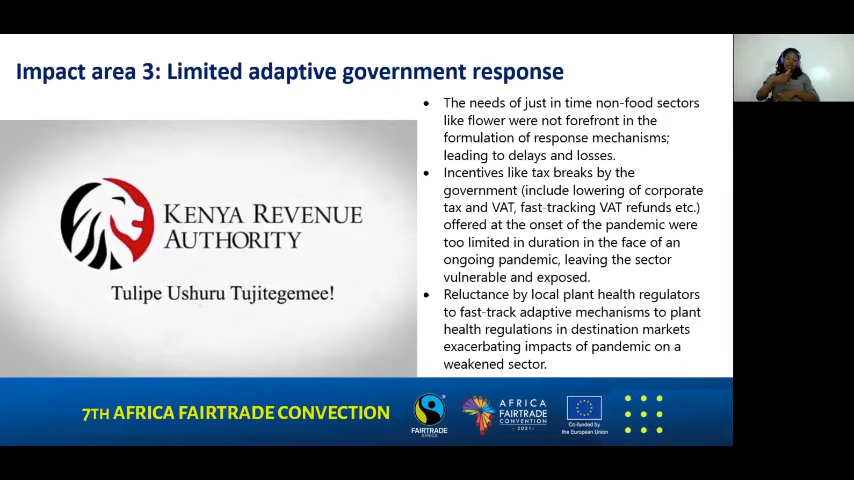 Impact area 3: Limited adaptive government response
KENYA REVENUE
AUTHORITY
Tulipe Ushuru Tujitegemee!
• The needs of just in time non-food sectors
like flower were not forefront in the
formulation of response mechanisms;
leading to delays and losses.
• Incentives like tax breaks by the
government (include lowering of corporate
tax and VAT, fast-tracking VAT refunds etc.)
offered at the onset of the pandemic were
too limited in duration in the face of an
ongoing pandemic, leaving the sector
vulnerable and exposed.
• Reluctance by local plant health regulators
to fast-track adaptive mechanisms to plant
health regulations in destination markets
exacerbating impacts of pandemic on a
weakened sector.
7TH AFRICA FAIRTRADE CONVECTION
FAIRTRADE
AFRICA
AFRICA
FAIRTRADE
CONVENTION
- 2021 -
Co-funded by
the European Union